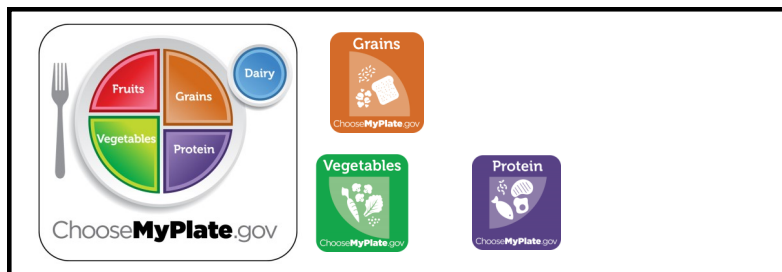 Fruits
Grains
Dairy
Vegetables
Protein
ChooseMyPlate.gov
Grains
ChooseMyPlate.gov
Vegetables
ChooseMyPlate.gov
Protein
ChooseMyPlate.gov